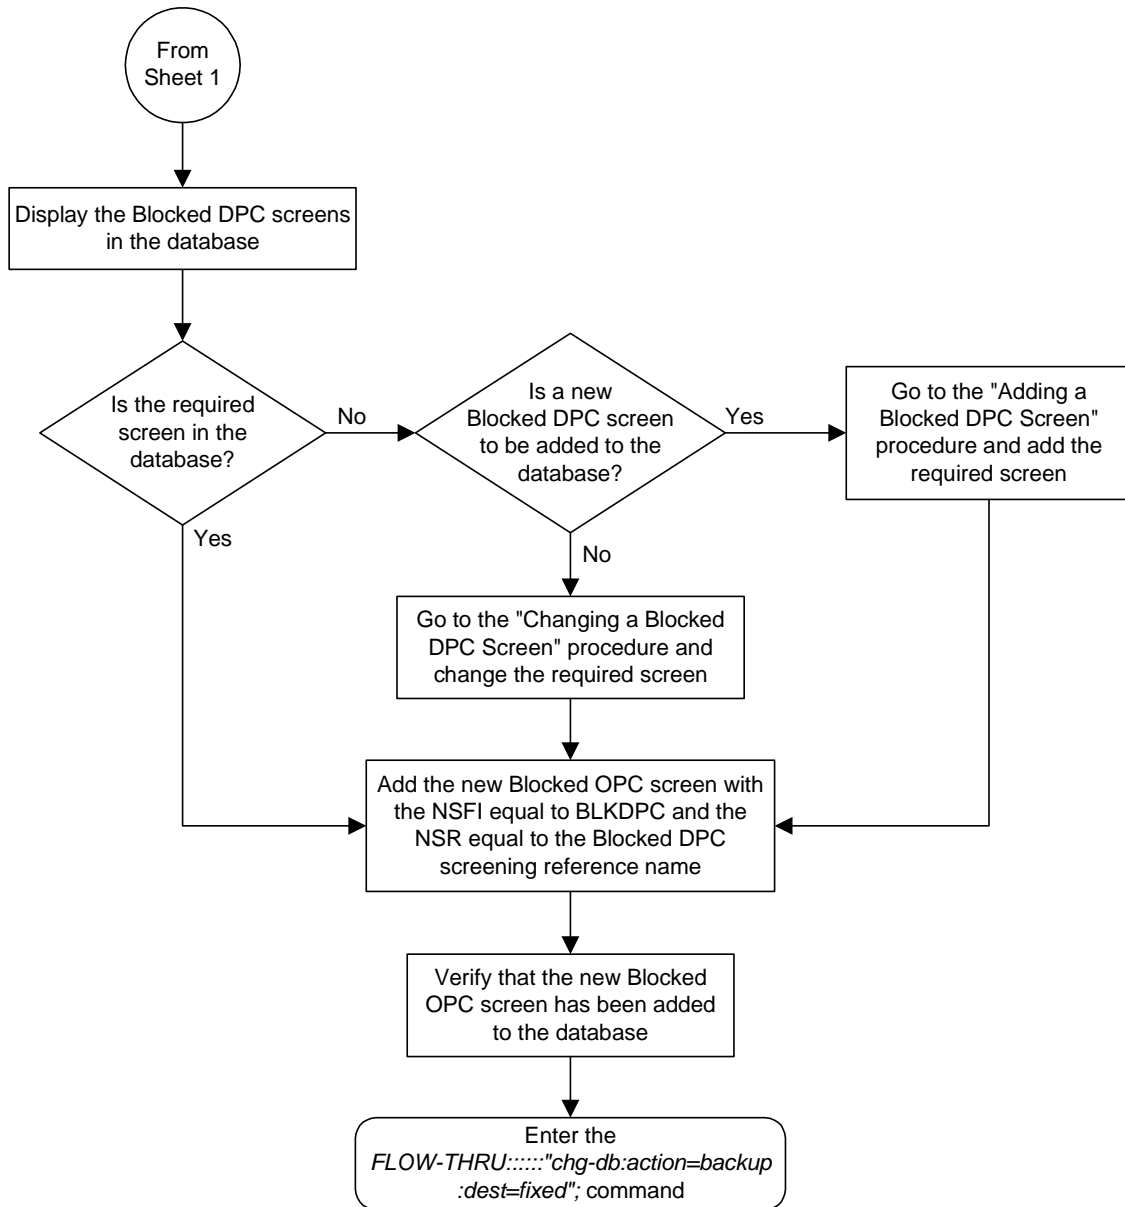 From
Sheet 1
Display the Blocked DPC screens
in the database
Is the required
screen in the
database?
No
Yes
Is a new
Blocked DPC screen
to be added to the
database?
Yes
No
Go to the "Adding a
Blocked DPC Screen"
procedure and add the
required screen
Go to the "Changing a Blocked
DPC Screen" procedure and
change the required screen
Add the new Blocked OPC screen with
the NSFI equal to BLKDPC and the
NSR equal to the Blocked DPC
screening reference name
Verify that the new Blocked
OPC screen has been added
to the database
Enter the
FLOW-THRU::::::"chg-db:action=backup
:dest=fixed"; command